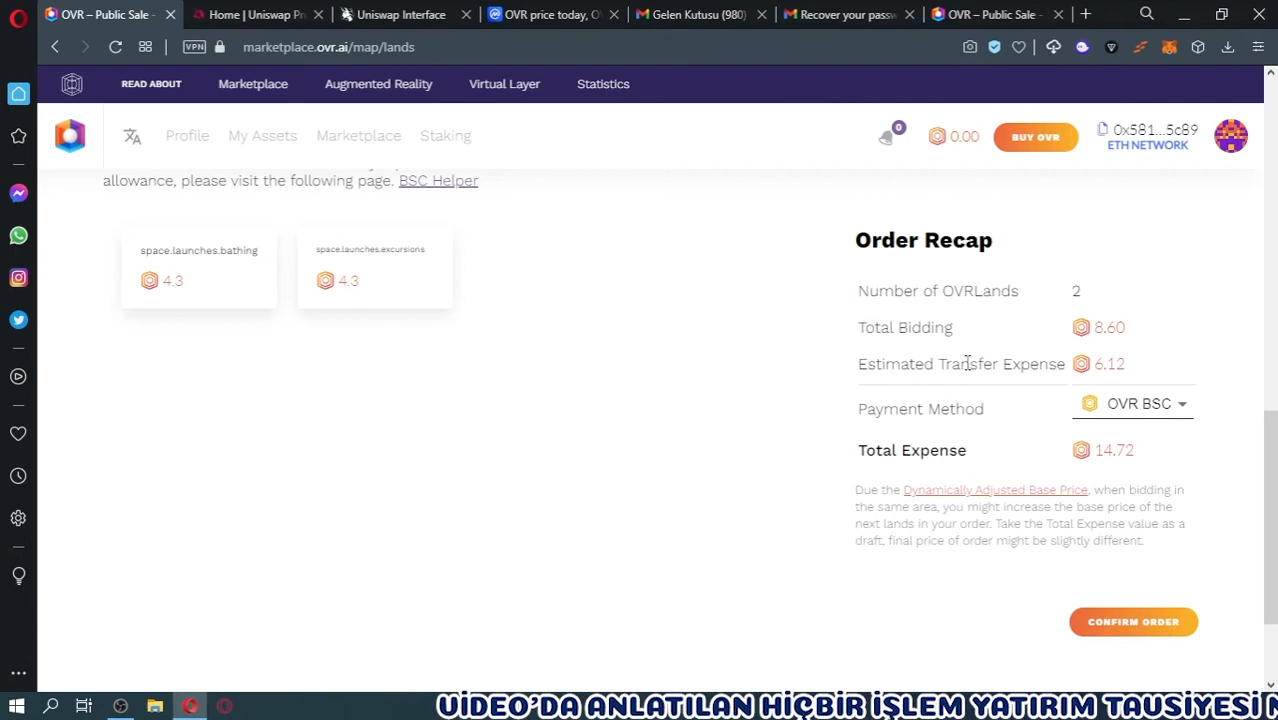 OVR – Public Sale -
Home | Uniswap Pr
Uniswap Interface
OVR price today, O
Gelen Kutusu (980)
Recover your passw
OVR – Public Sale -
VPN
marketplace.ovr.ai/map/lands
READ ABOUT Marketplace Augmented Reality Virtual Layer Statistics
Profile My Assets Marketplace Staking
0
0.00
BUY OVR
0x581...5c89
ETH NETWORK
allowance, please visit the following page. BSC Helper
space.launches.bathing
4.3
space.launches.excursions
4.3
Order Recap
Number of OVRLands 2
Total Bidding 8.60
Estimated Transfer Expense 6.12
Payment Method OVR BSC
Total Expense 14.72
Due the Dynamically Adjusted Base Price, when bidding in
the same area, you might increase the base price of the
next lands in your order. Take the Total Expense value as a
draft, final price of order might be slightly different.
CONFIRM ORDER
VİDEO'DA ANLATILAN HİÇBİR İŞLEM YATIRIM TAVSİYESİ